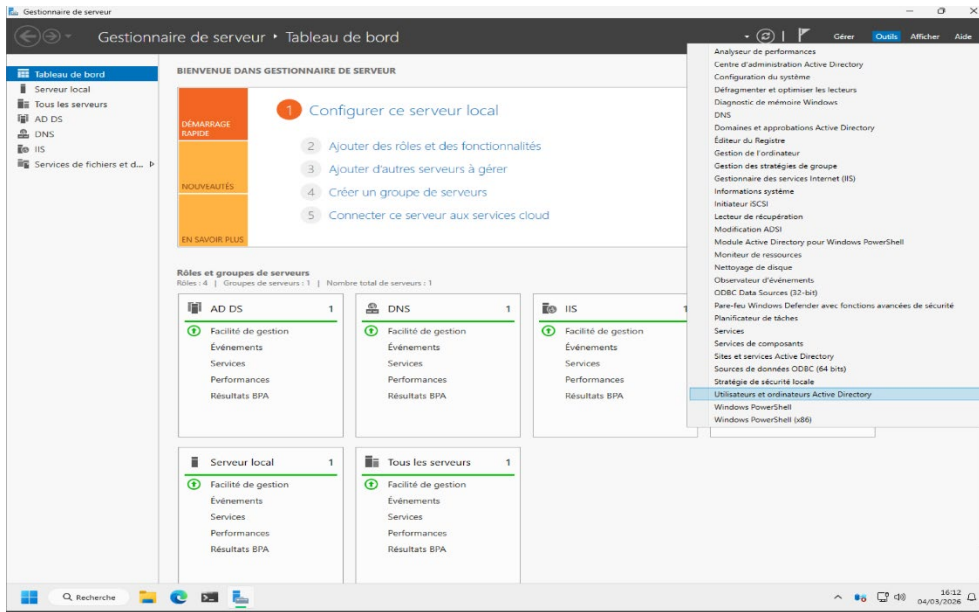 Gestionnaire de serveur
Gestionnaire de serveur • Tableau de bord
Gérer Outils Afficher Aide
Tableau de bord
Serveur local
Tous les serveurs
AD DS
DNS
IIS
Services de fichiers et d...
BIENVENUE DANS GESTIONNAIRE DE SERVEUR
DÉMARRAGE
RAPIDE
NOUVEAUTÉS
EN SAVOIR PLUS
1 Configurer ce serveur local
2 Ajouter des rôles et des fonctionnalités
3 Ajouter d'autres serveurs à gérer
4 Créer un groupe de serveurs
5 Connecter ce serveur aux services cloud
Analyseur de performances
Centre d'administration Active Directory
Configuration du système
Défragmenter et optimiser les lecteurs
Diagnostic de mémoire Windows
DNS
Domaines et approbations Active Directory
Éditeur du Registre
Gestion de l'ordinateur
Gestion des stratégies de groupe
Gestionnaire des services Internet (IIS)
Informations système
Initiateur iSCSI
Lecteur de récupération
Modification ADSI
Module Active Directory pour Windows PowerShell
Moniteur de ressources
Nettoyage de disque
Observateur d'événements
ODBC Data Sources (32-bit)
Pare-feu Windows Defender avec fonctions avancées de sécurité
Planificateur de tâches
Services
Services de composants
Sites et services Active Directory
Sources de données ODBC (64 bits)
Stratégie de sécurité locale
Utilisateurs et ordinateurs Active Directory
Windows PowerShell
Windows PowerShell (x86)
Rôles et groupes de serveurs
Rôles : 4 | Groupes de serveurs : 1 | Nombre total de serveurs : 1
AD DS 1
Facilité de gestion
Événements
Services
Performances
Résultats BPA
DNS 1
Facilité de gestion
Événements
Services
Performances
Résultats BPA
IIS 1
Facilité de gestion
Événements
Services
Performances
Résultats BPA
Serveur local 1
Facilité de gestion
Événements
Services
Performances
Résultats BPA
Tous les serveurs 1
Facilité de gestion
Événements
Services
Performances
Résultats BPA
Recherche
16:12
04/03/2026